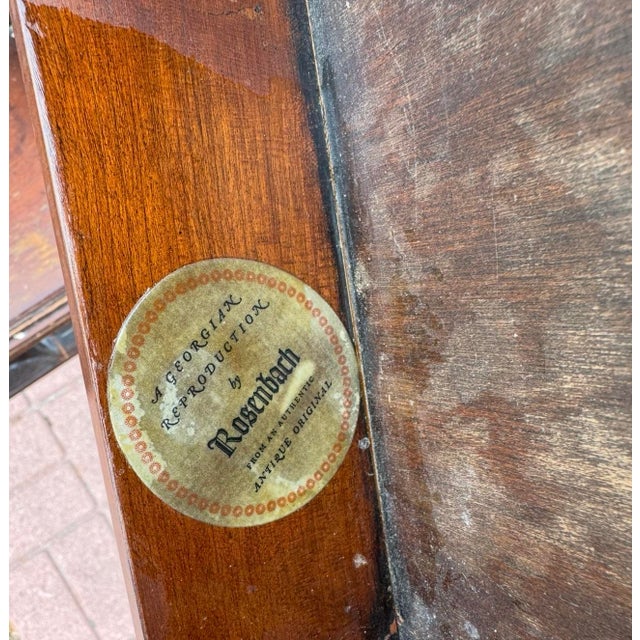 A GEORGIAN
REPRODUCTION
by
Rosenbach
FROM AN AUTHENTIC
ANTIQUE ORIGINAL